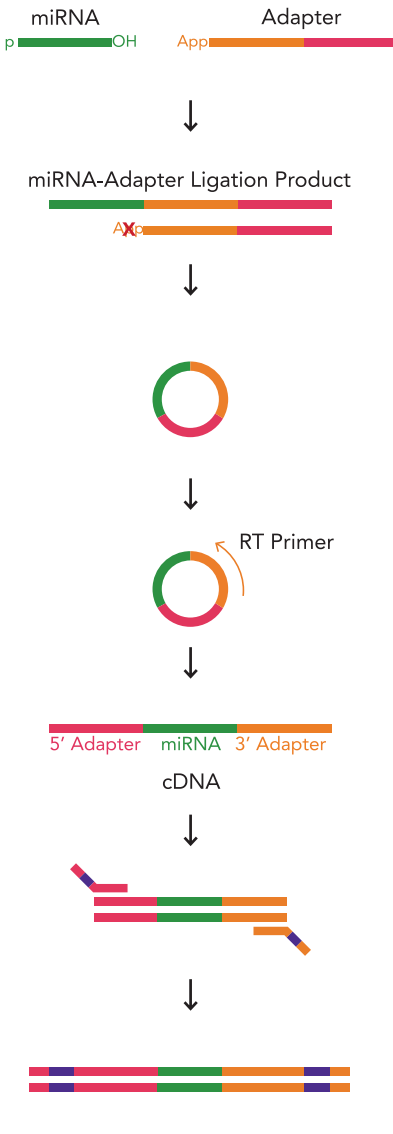 miRNA Adapter
p OH App
miRNA-Adapter Ligation Product
App
RT Primer
5' Adapter miRNA 3' Adapter
cDNA